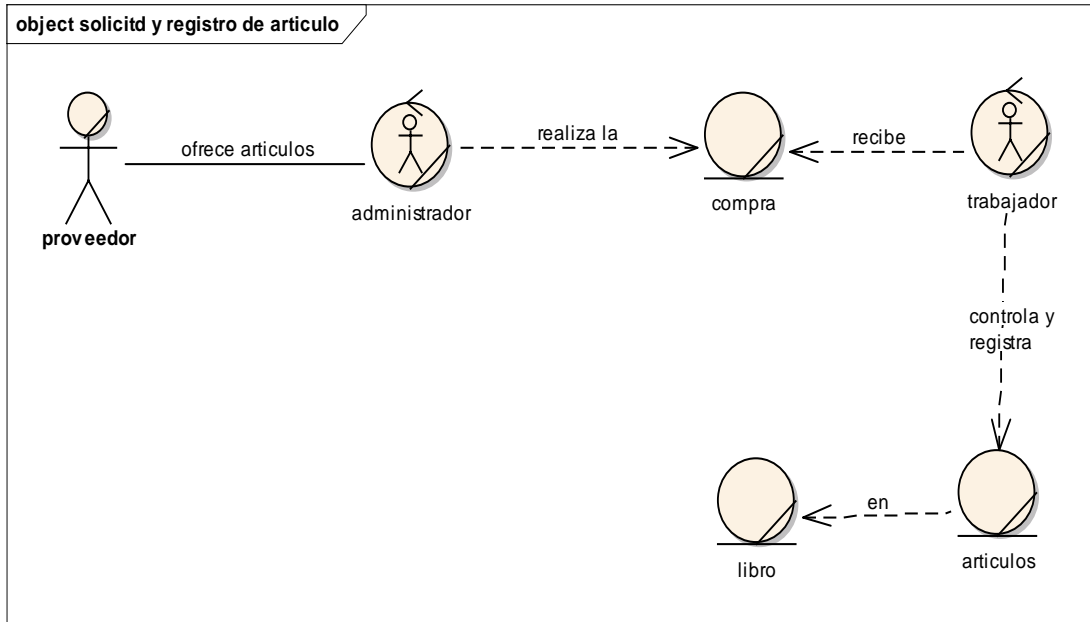 object solicitd y registro de articulo
ofrece articulos
realiza la
recibe
proveedor
administrador
compra
trabajador
controla y
registra
en
libro
articulos